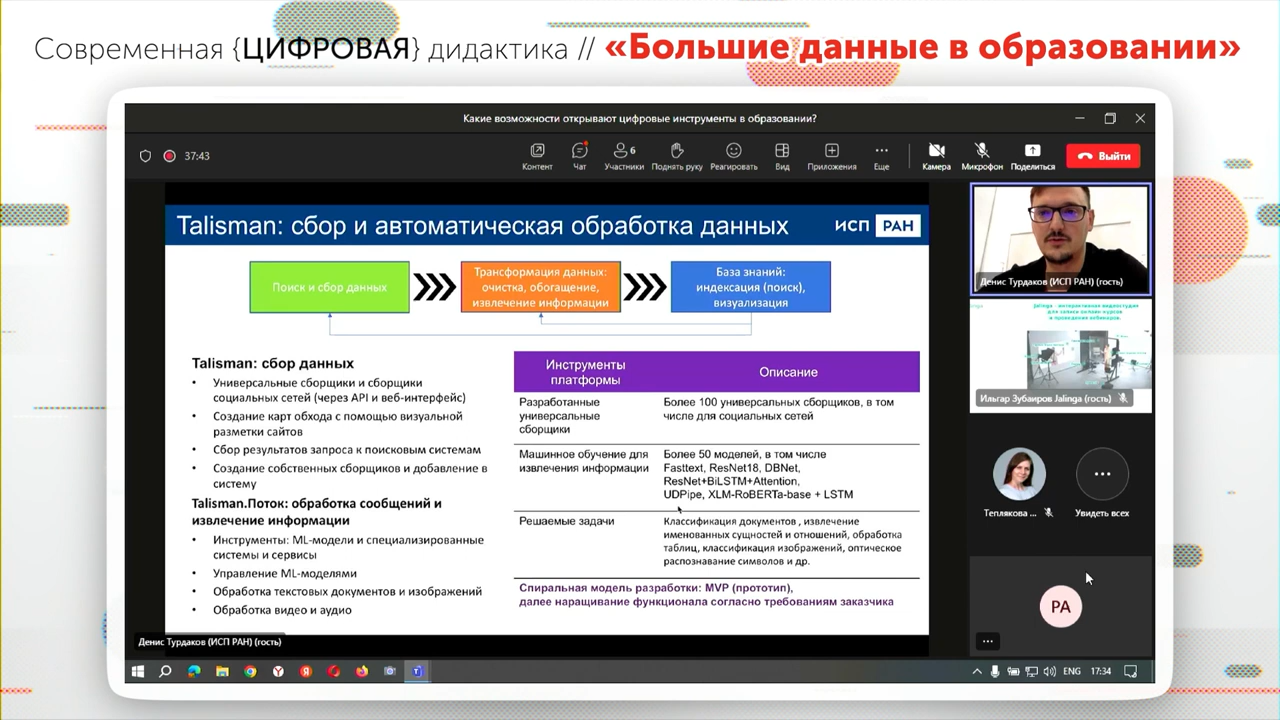 Современная {ЦИФРОВАЯ} дидактика // «Большие данные в образовании»
Какие возможности открывают цифровые инструменты в образовании?
37:43
Контент
Чат
6
Участники
Поднять руку
Реагировать
Вид
Приложения
Еще
Камера
Микрофон
Поделиться
Выйти
Talisman: сбор и автоматическая обработка данных
ИСП РАН
Поиск и сбор данных
Трансформация данных:
очистка, обогащение,
извлечение информации
База знаний:
индексация (поиск),
визуализация
Talisman: сбор данных
• Универсальные сборщики и сборщики
социальных сетей (через API и веб-интерфейс)
• Создание карт обхода с помощью визуальной
разметки сайтов
• Сбор результатов запроса к поисковым системам
• Создание собственных сборщиков и добавление в
систему
Talisman.Поток: обработка сообщений и
извлечение информации
• Инструменты: ML-модели и специализированные
системы и сервисы
• Управление ML-моделями
• Обработка текстовых документов и изображений
• Обработка видео и аудио
Инструменты
платформы
Описание
Разработанные
универсальные
сборщики
Более 100 универсальных сборщиков, в том
числе для социальных сетей
Машинное обучение для
извлечения информации
Более 50 моделей, в том числе
Fasttext, ResNet18, DBNet,
ResNet+BiLSTM+Attention,
UDPipe, XLM-RoBERTa-base + LSTM
Решаемые задачи
Классификация документов , извлечение
именованных сущностей и отношений, обработка
таблиц, классификация изображений, оптическое
распознавание символов и др.
Спиральная модель разработки: MVP (прототип),
далее наращивание функционала согласно требованиям заказчика
Денис Турдаков (ИСП РАН) (гость)
Денис Турдаков (ИСП РАН) (гость)
Jalinga - интерактивная видеостудия
для записи онлайн-курсов
и проведения вебинаров.
Ильгар Зубаиров Jalinga (гость)
Теплякова ...
Увидеть всех
РА
ENG
17:34